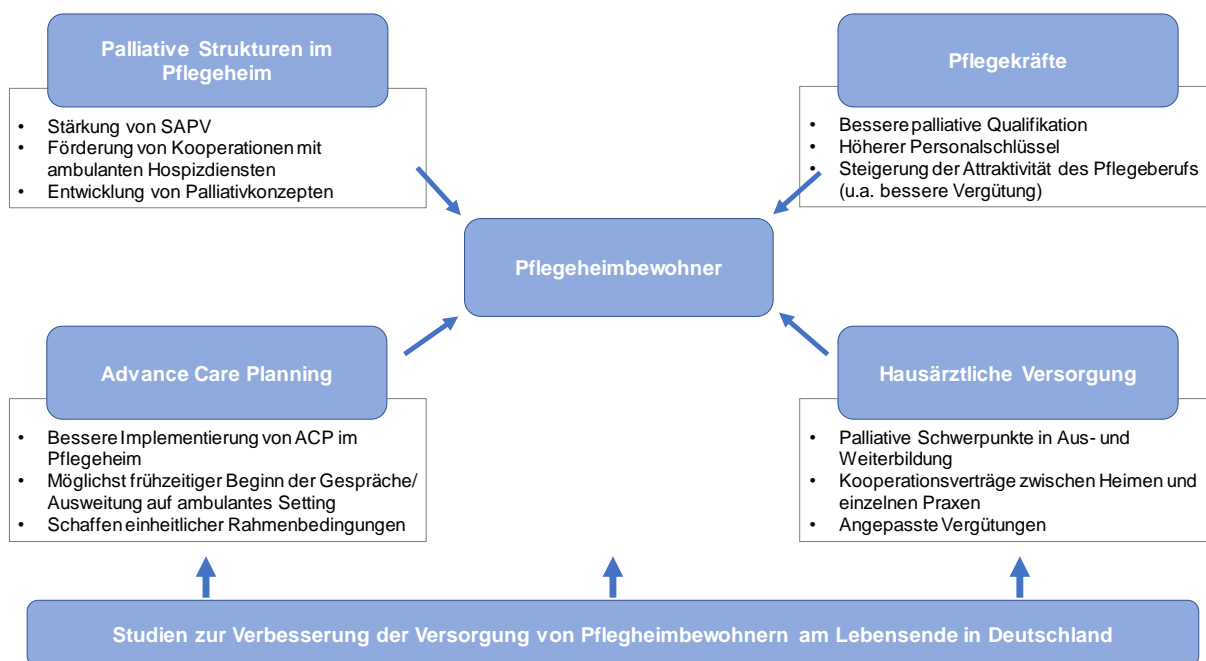 Palliative Strukturen im
Pflegeheim
• Stärkung von SAPV
• Förderung von Kooperationen mit
ambulanten Hospizdiensten
• Entwicklung von Palliativkonzepten
Pflegekräfte
• Bessere palliative Qualifikation
• Höherer Personalschlüssel
• Steigerung der Attraktivität des Pflegeberufs
(u.a. bessere Vergütung)
Pflegeheimbewohner
Advance Care Planning
• Bessere Implementierung von ACP im
Pflegeheim
• Möglichst frühzeitiger Beginn der Gespräche/
Ausweitung auf ambulantes Setting
• Schaffen einheitlicher Rahmenbedingungen
Hausärztliche Versorgung
• Palliative Schwerpunkte in Aus- und
Weiterbildung
• Kooperationsverträge zwischen Heimen und
einzelnen Praxen
• Angepasste Vergütungen
Studien zur Verbesserung der Versorgung von Pflegheimbewohnern am Lebensende in Deutschland